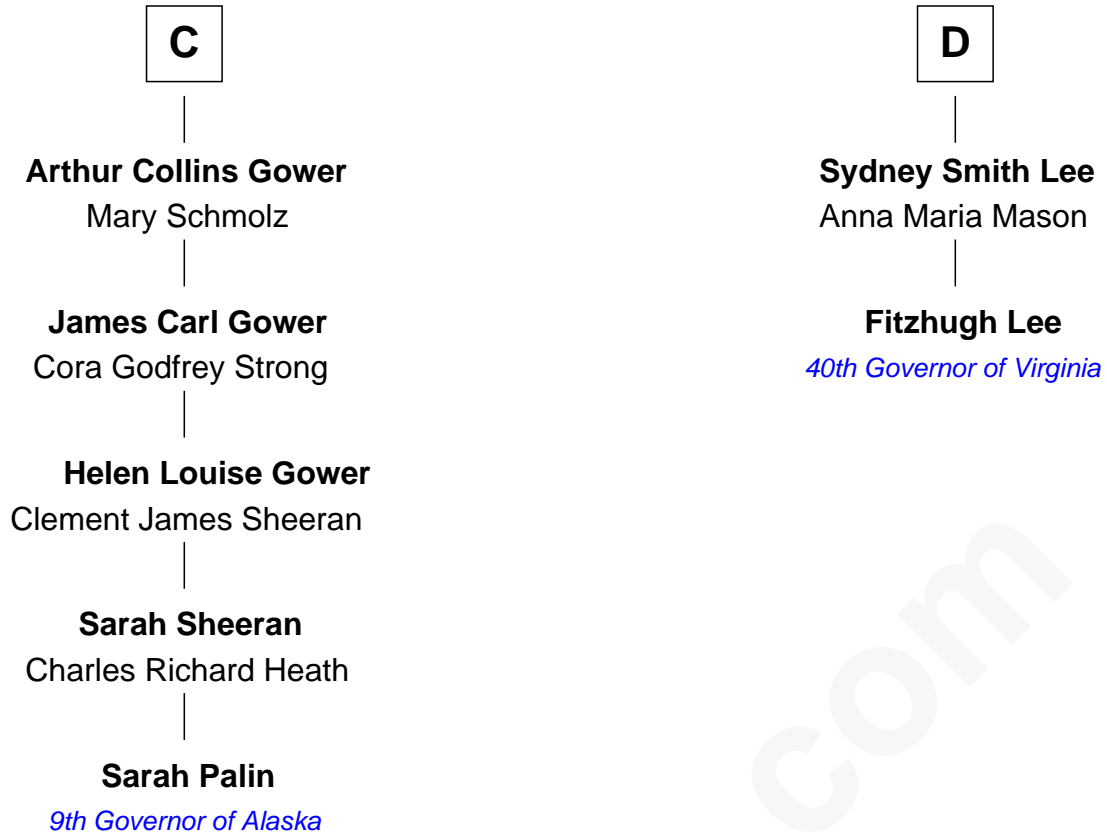 C
Arthur Collins Gower
Mary Schmolz
James Carl Gower
Cora Godfrey Strong
Helen Louise Gower
Clement James Sheeran
Sarah Sheeran
Charles Richard Heath
Sarah Palin
9th Governor of Alaska
D
Sydney Smith Lee
Anna Maria Mason
Fitzhugh Lee
40th Governor of Virginia
com